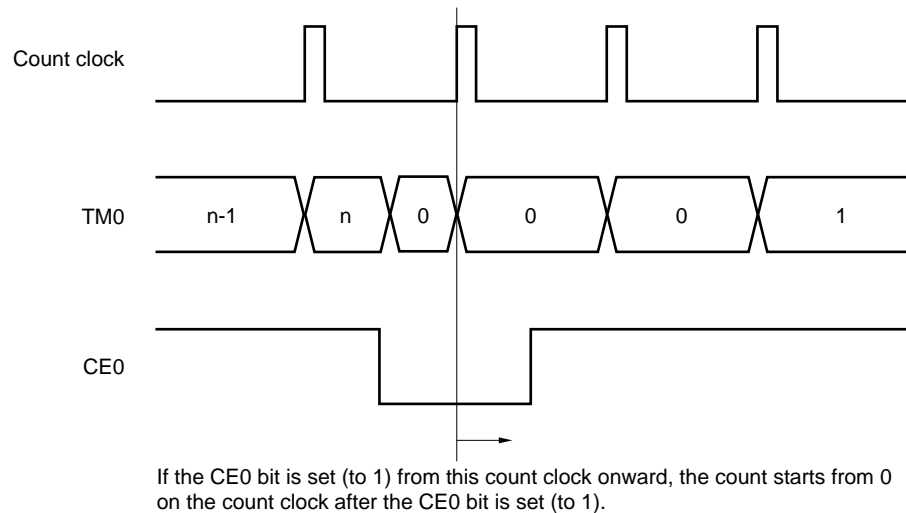 Count clock
TM0
n-1
n
0
0
0
1
CE0
If the CE0 bit is set (to 1) from this count clock onward, the count starts from 0
on the count clock after the CE0 bit is set (to 1).